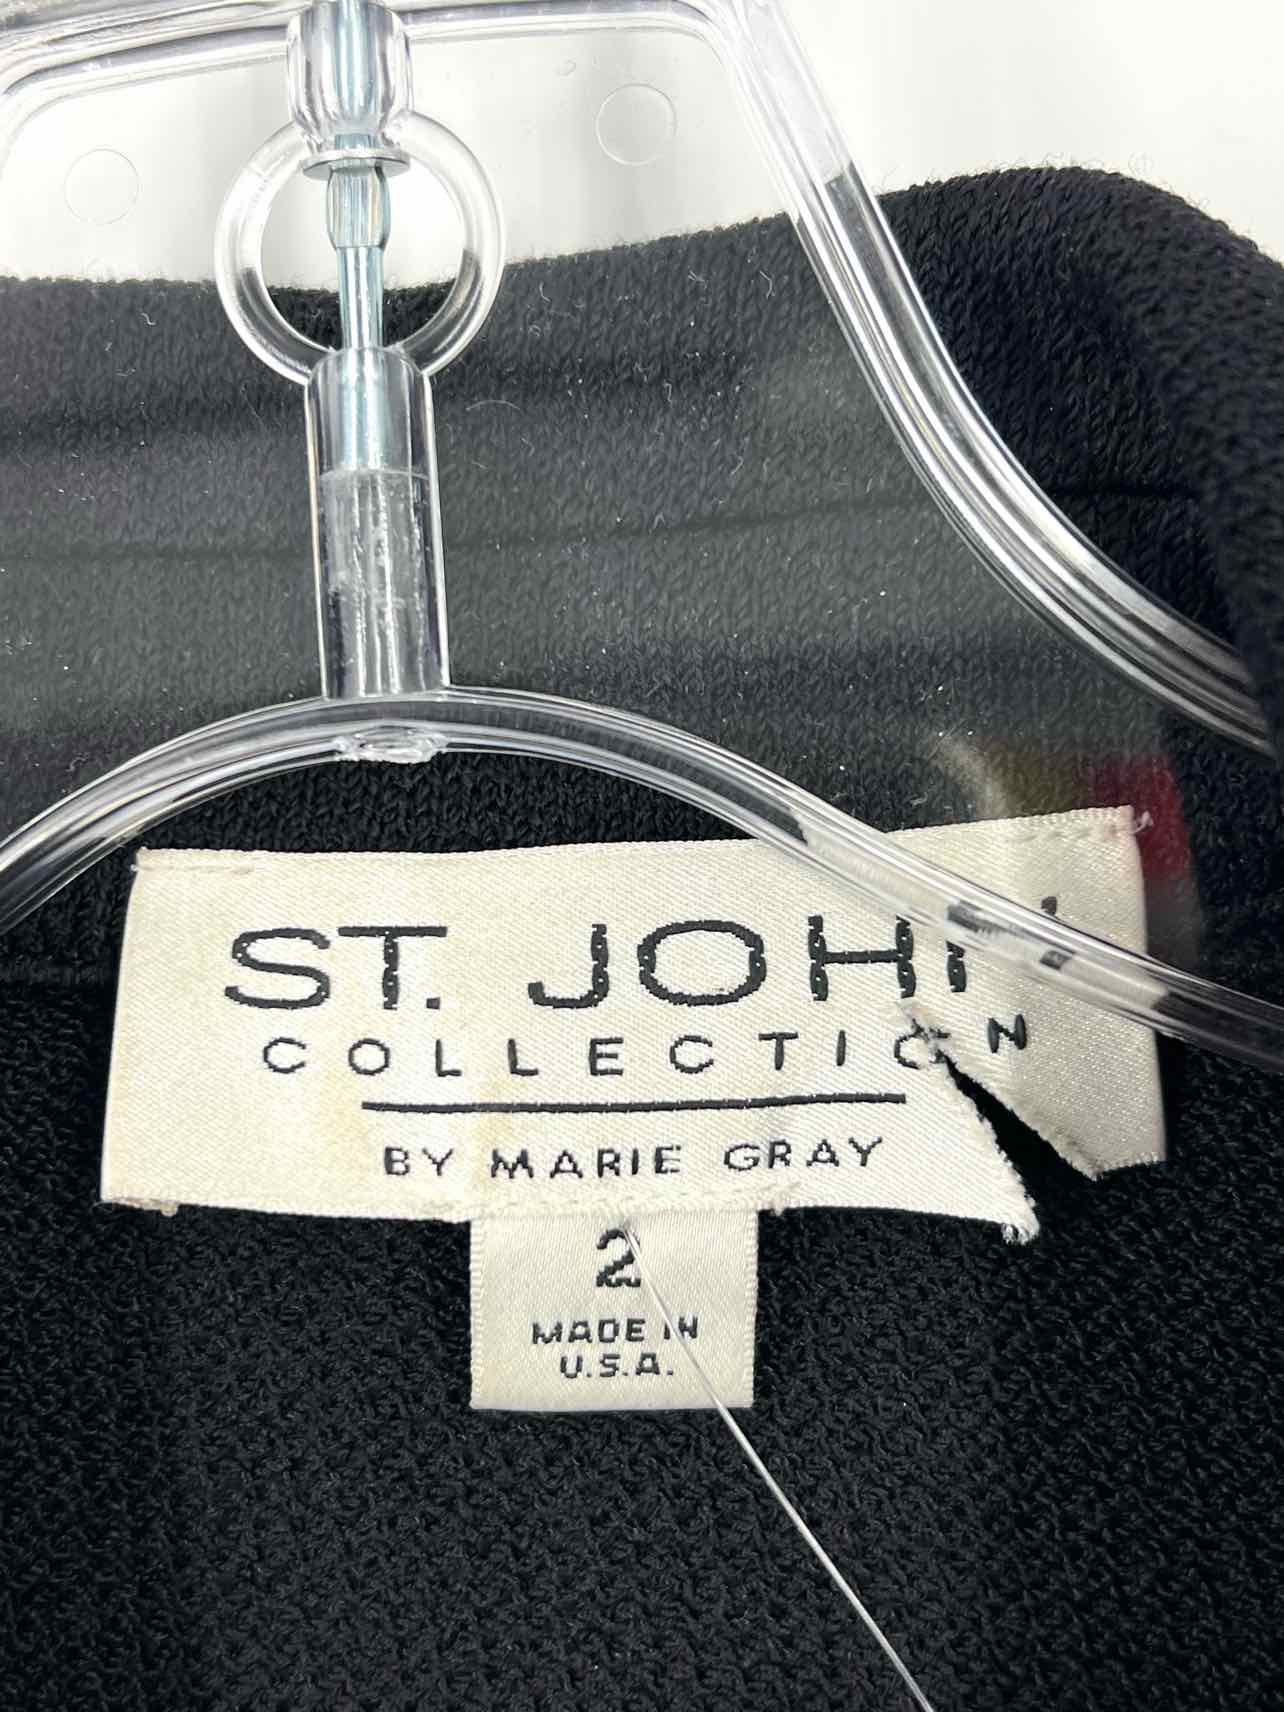 ST. JOHN
COLLECTION
BY MARIE GRAY
2
MADE IN
U.S.A.